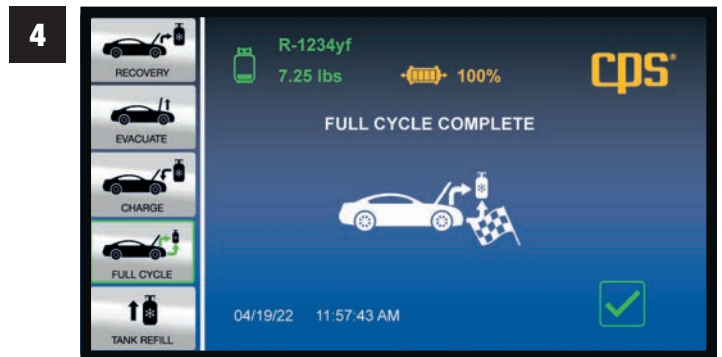 4
RECOVERY
EVACUATE
CHARGE
FULL CYCLE
TANK REFILL
R-1234yf
7.25 lbs
100%
cps®
FULL CYCLE COMPLETE
04/19/22 11:57:43 AM